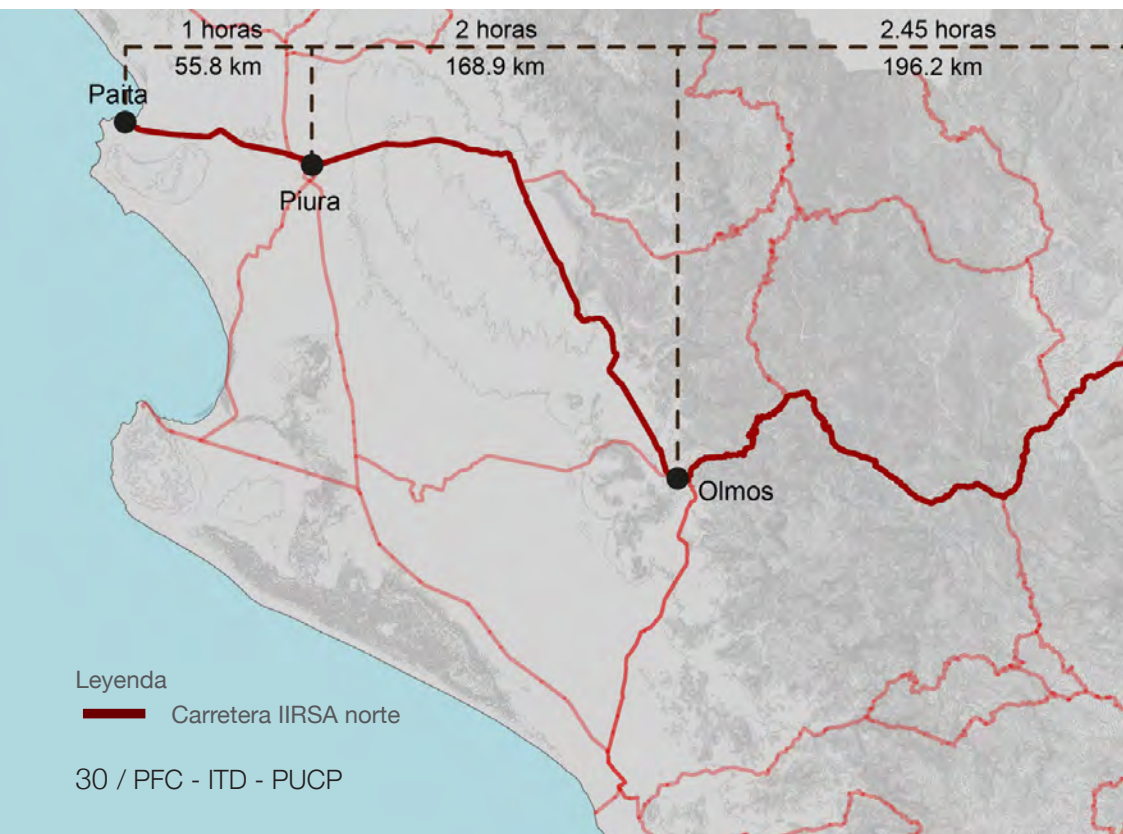 1 horas
2 horas
2.45 horas
55.8 km
168.9 km
196.2 km
Paita
Piura
Olmos
Leyenda
Carretera IIRSA norte
30 / PFC - ITD - PUCP